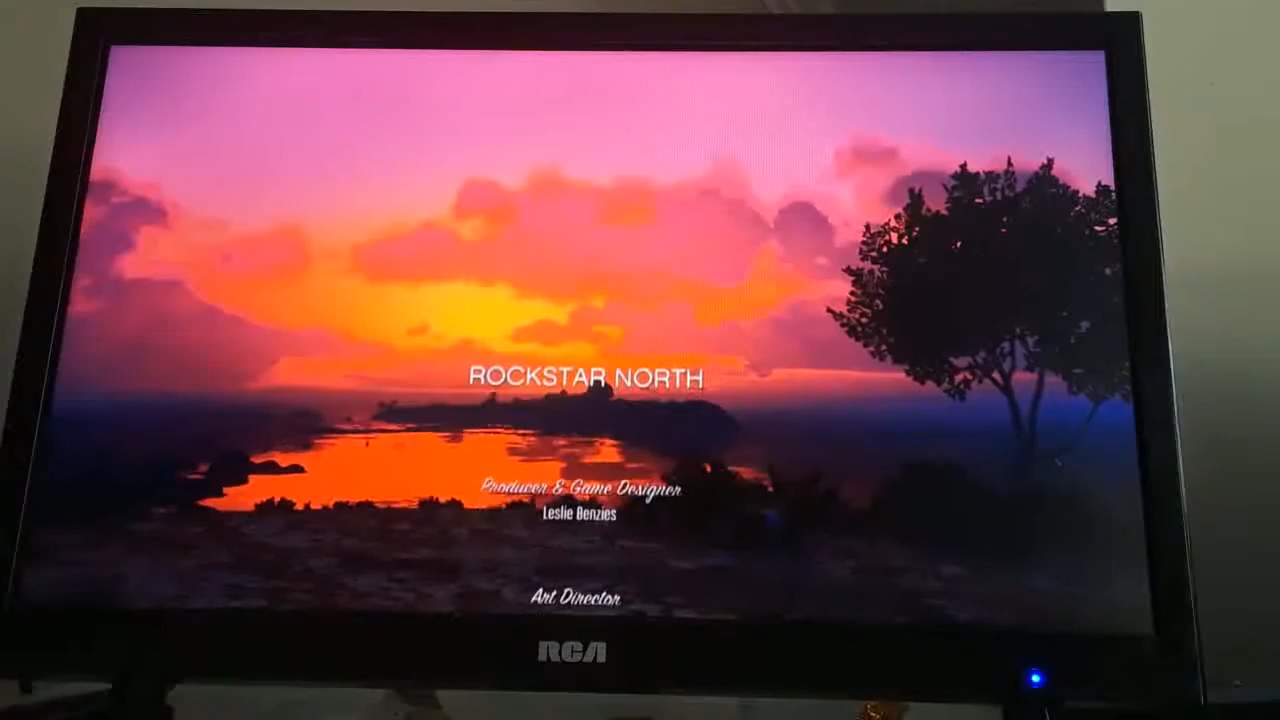 ROCKSTAR NORTH
Producer & Game Designer
Leslie Benzies
Art Director
RCA